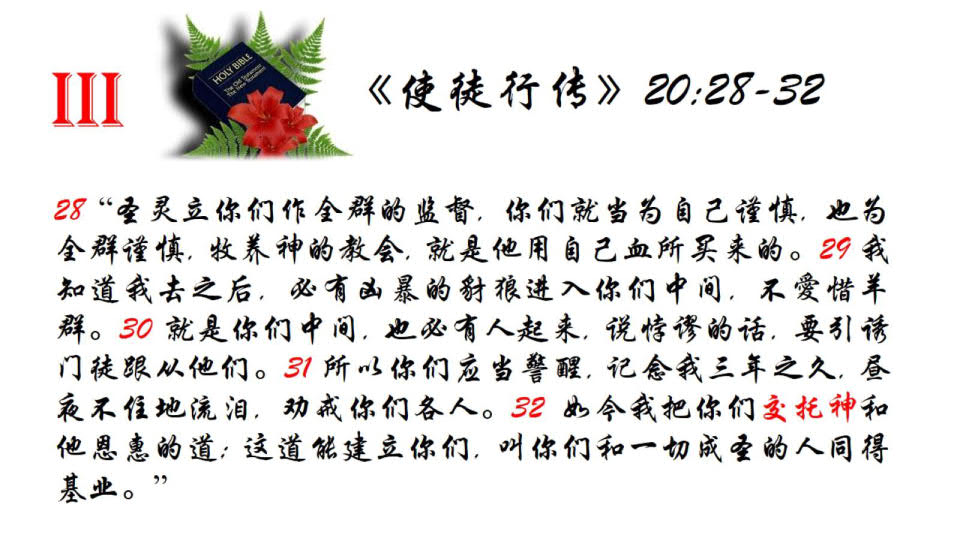 III
HOLY BIBLE
The Old Testament
The New Testament
《使徒行传》20:28-32
28 “圣灵立你们作全群的监督, 你们就当为自己谨慎, 也为
全群谨慎, 牧养神的教会, 就是他用自己血所买来的。29 我
知道我去之后, 必有凶暴的豺狼进入你们中间, 不爱惜羊
群。30 就是你们中间, 也必有人起来, 说悖谬的话, 要引诱
门徒跟从他们。31 所以你们应当警醒, 记念我三年之久, 昼
夜不住地流泪, 劝戒你们各人。32 如今我把你们交托神和
他恩惠的道; 这道能建立你们, 叫你们和一切成圣的人同得
基业。”